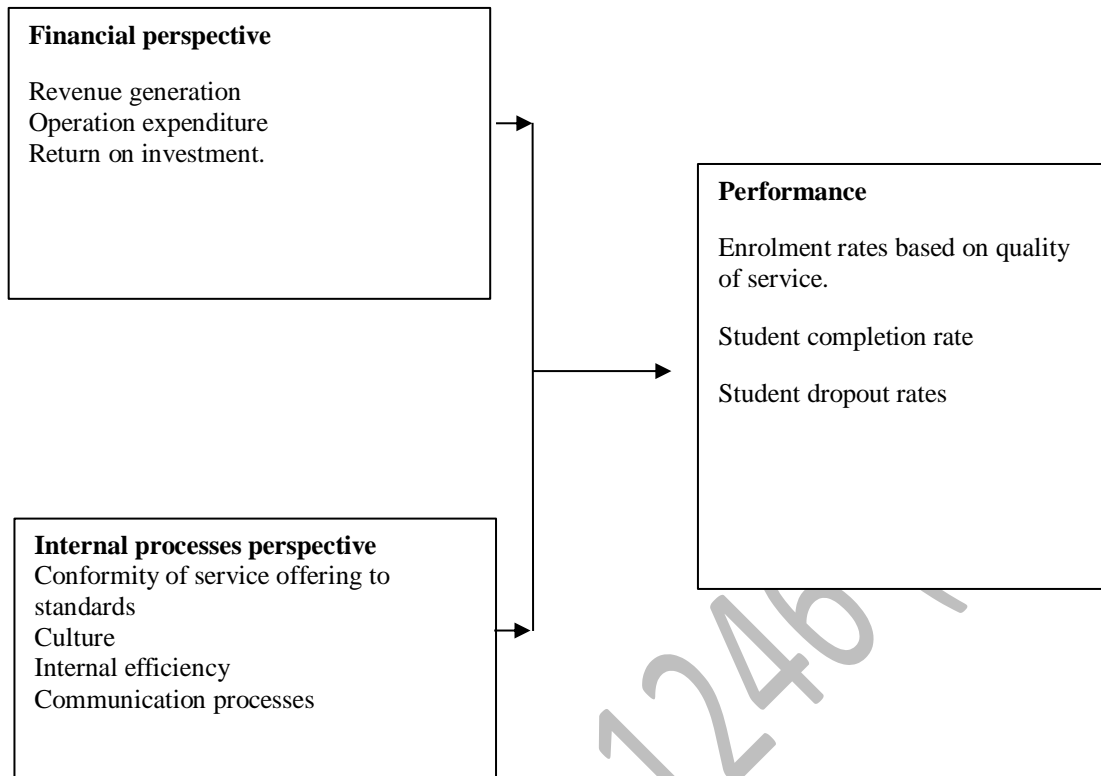 Financial perspective
Revenue generation
Operation expenditure
Return on investment.
Performance
Enrolment rates based on quality
of service.
Student completion rate
Student dropout rates
Internal processes perspective
Conformity of service offering to
standards
Culture
Internal efficiency
Communication processes
1246